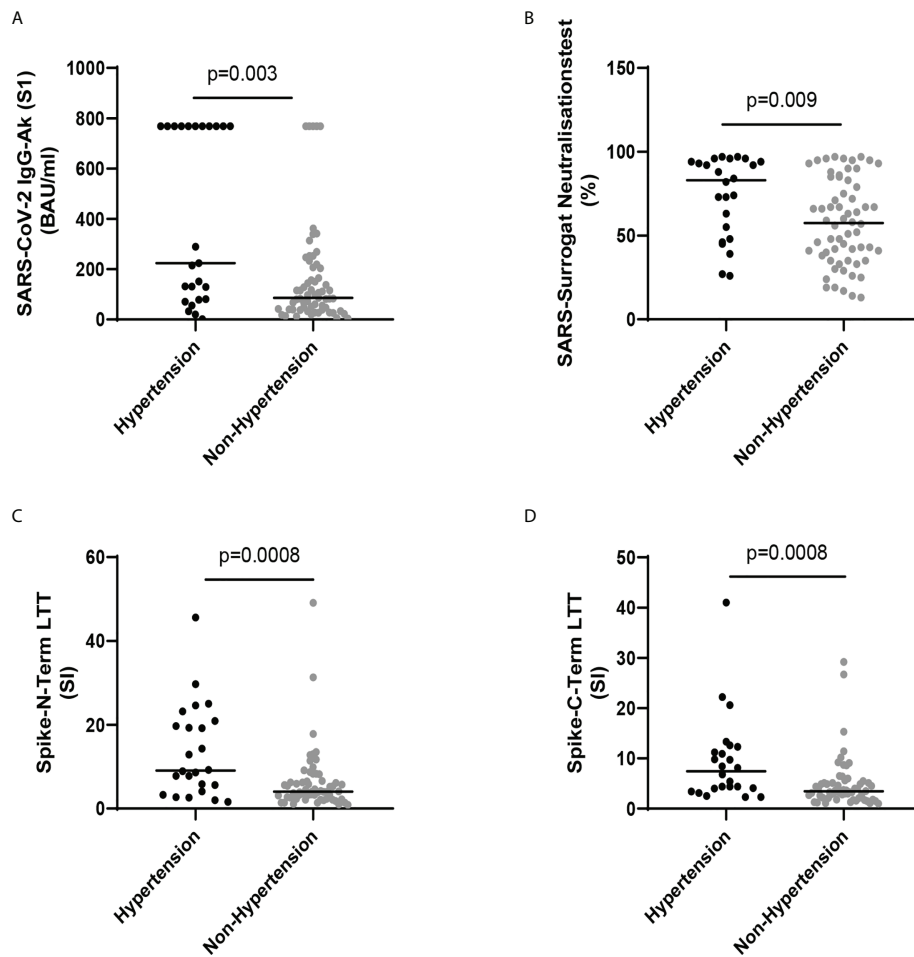 A
SARS-CoV-2 IgG-Ak (S1)
(BAU/ml)
1000
800
600
400
200
0
p=0.003
Hypertension
Non-Hypertension
B
SARS-Surrogat Neutralisationstest
(%)
150
100
50
0
p=0.009
Hypertension
Non-Hypertension
C
Spike-N-Term LTT
(SI)
60
40
20
0
p=0.0008
Hypertension
Non-Hypertension
D
Spike-C-Term LTT
(SI)
50
40
30
20
10
0
p=0.0008
Hypertension
Non-Hypertension